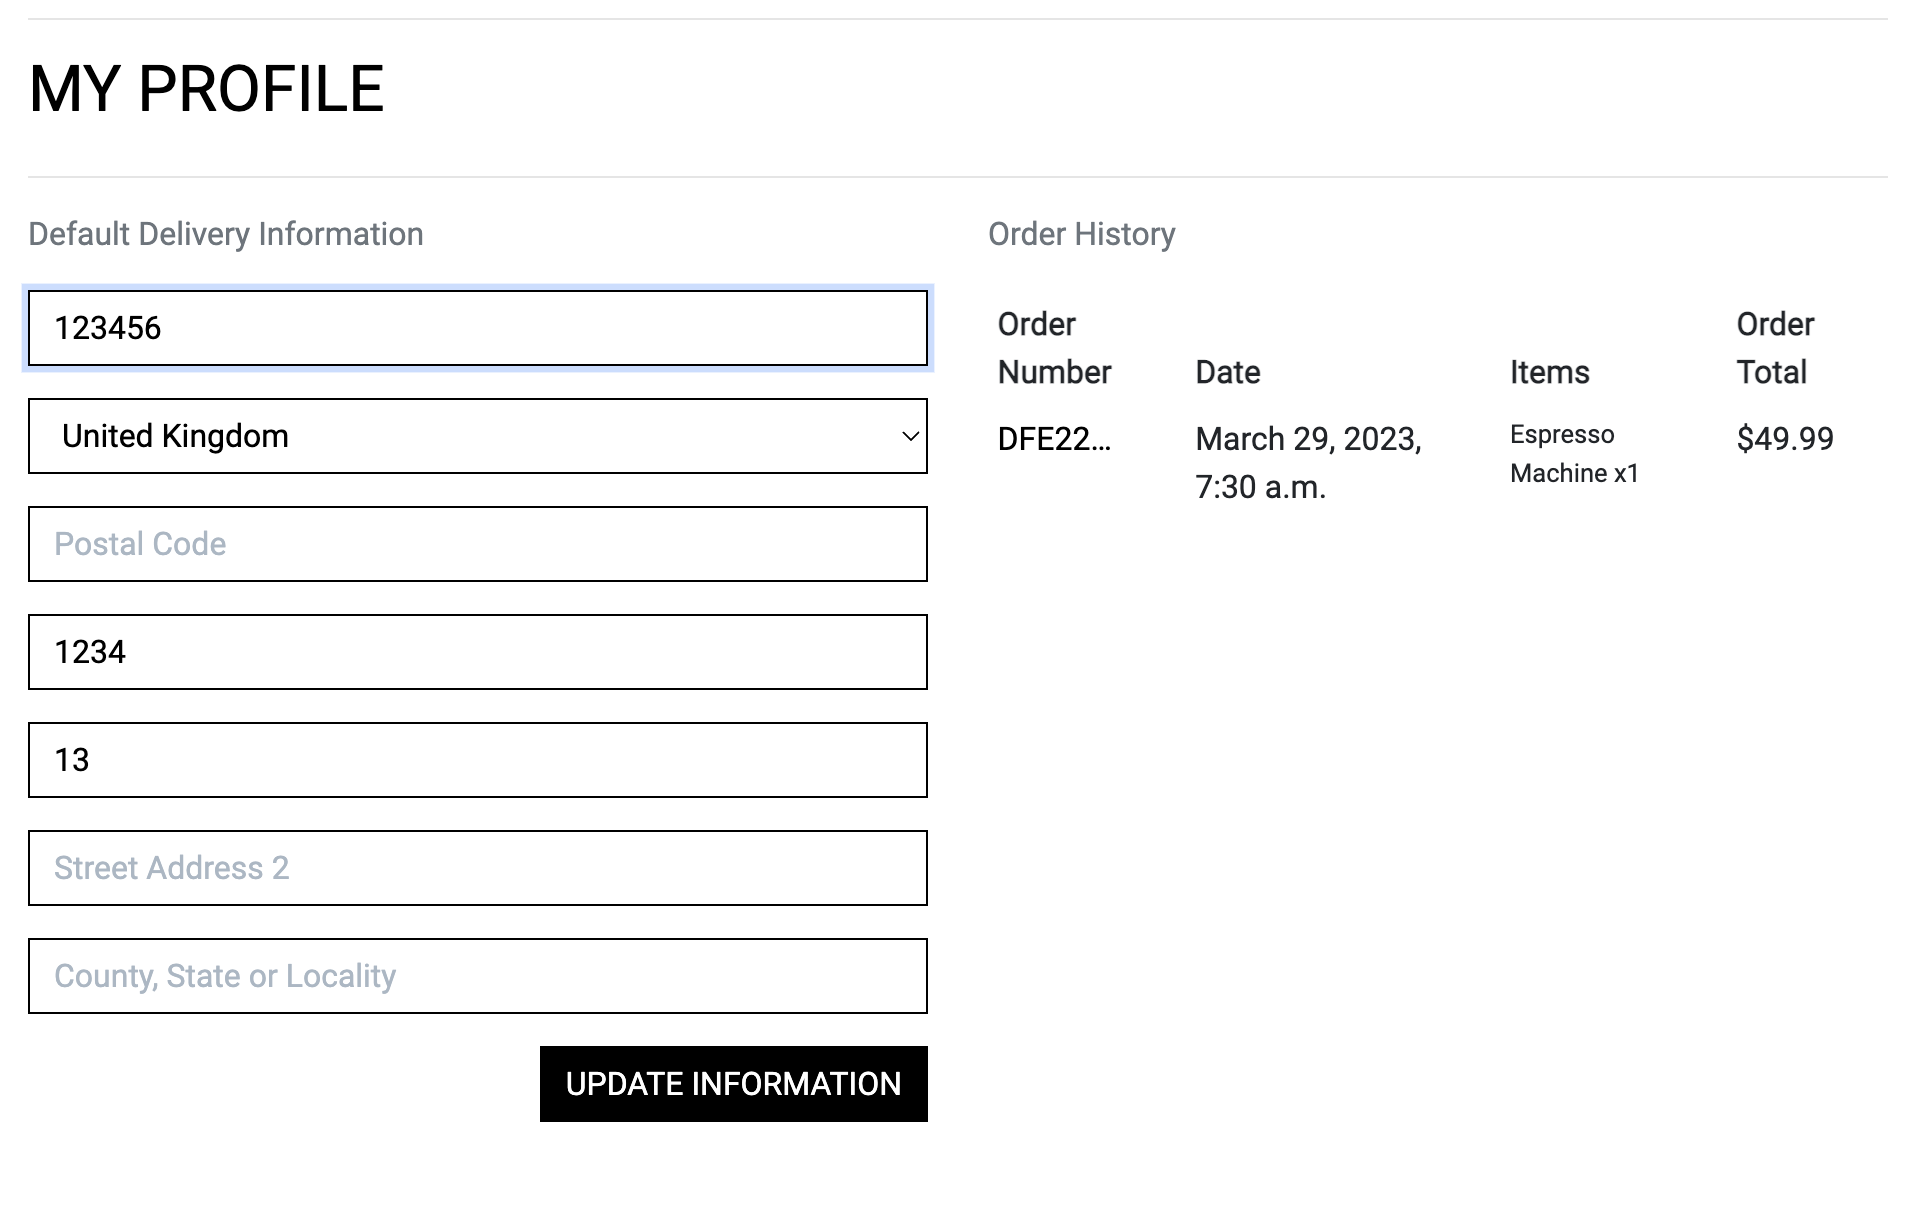 MY PROFILE
Default Delivery Information
123456
United Kingdom
Postal Code
1234
13
Street Address 2
County, State or Locality
UPDATE INFORMATION
Order History
Order Number Date Items Order Total
DFE22... March 29, 2023, 7:30 a.m. Espresso Machine x1 $49.99